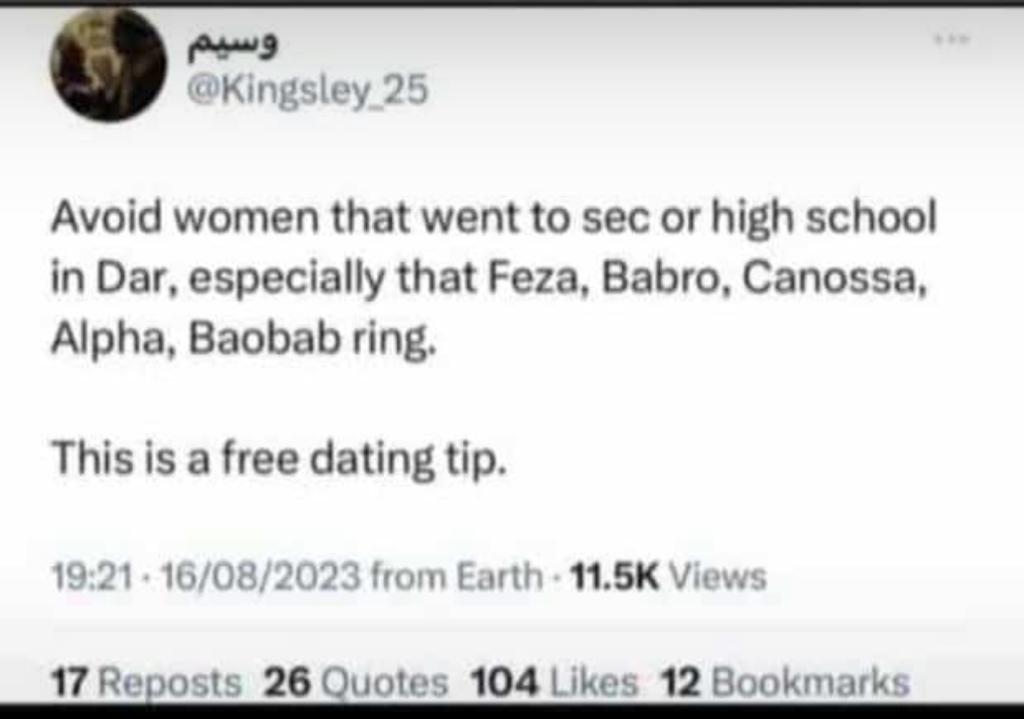 وسيم
@Kingsley_25
Avoid women that went to sec or high school
in Dar, especially that Feza, Babro, Canossa,
Alpha, Baobab ring.
This is a free dating tip.
19:21 · 16/08/2023 from Earth · 11.5K Views
17 Reposts 26 Quotes 104 Likes 12 Bookmarks